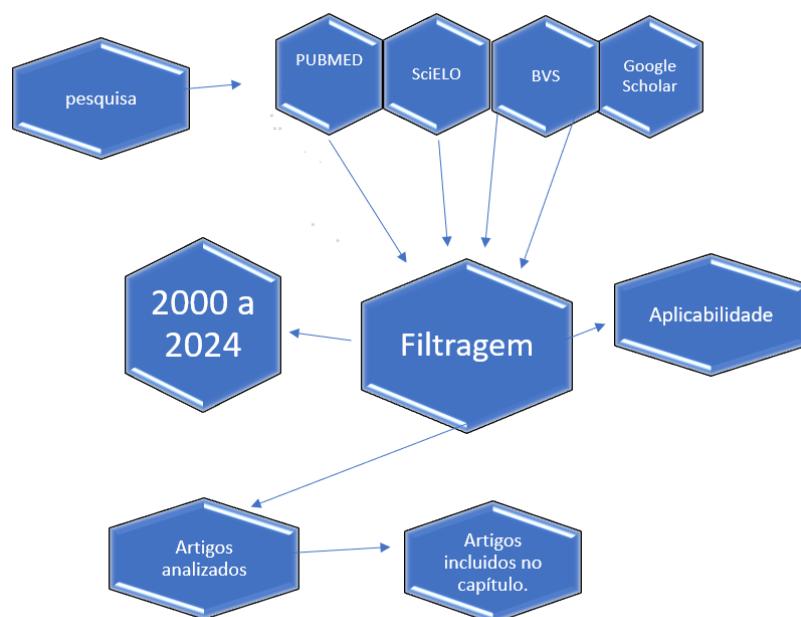 pesquisa
PUBMED
SciELO
BVS
Google
Scholar
2000 a
2024
Filtragem
Aplicabilidade
Artigos
analizados
Artigos
incluidos no
capítulo.